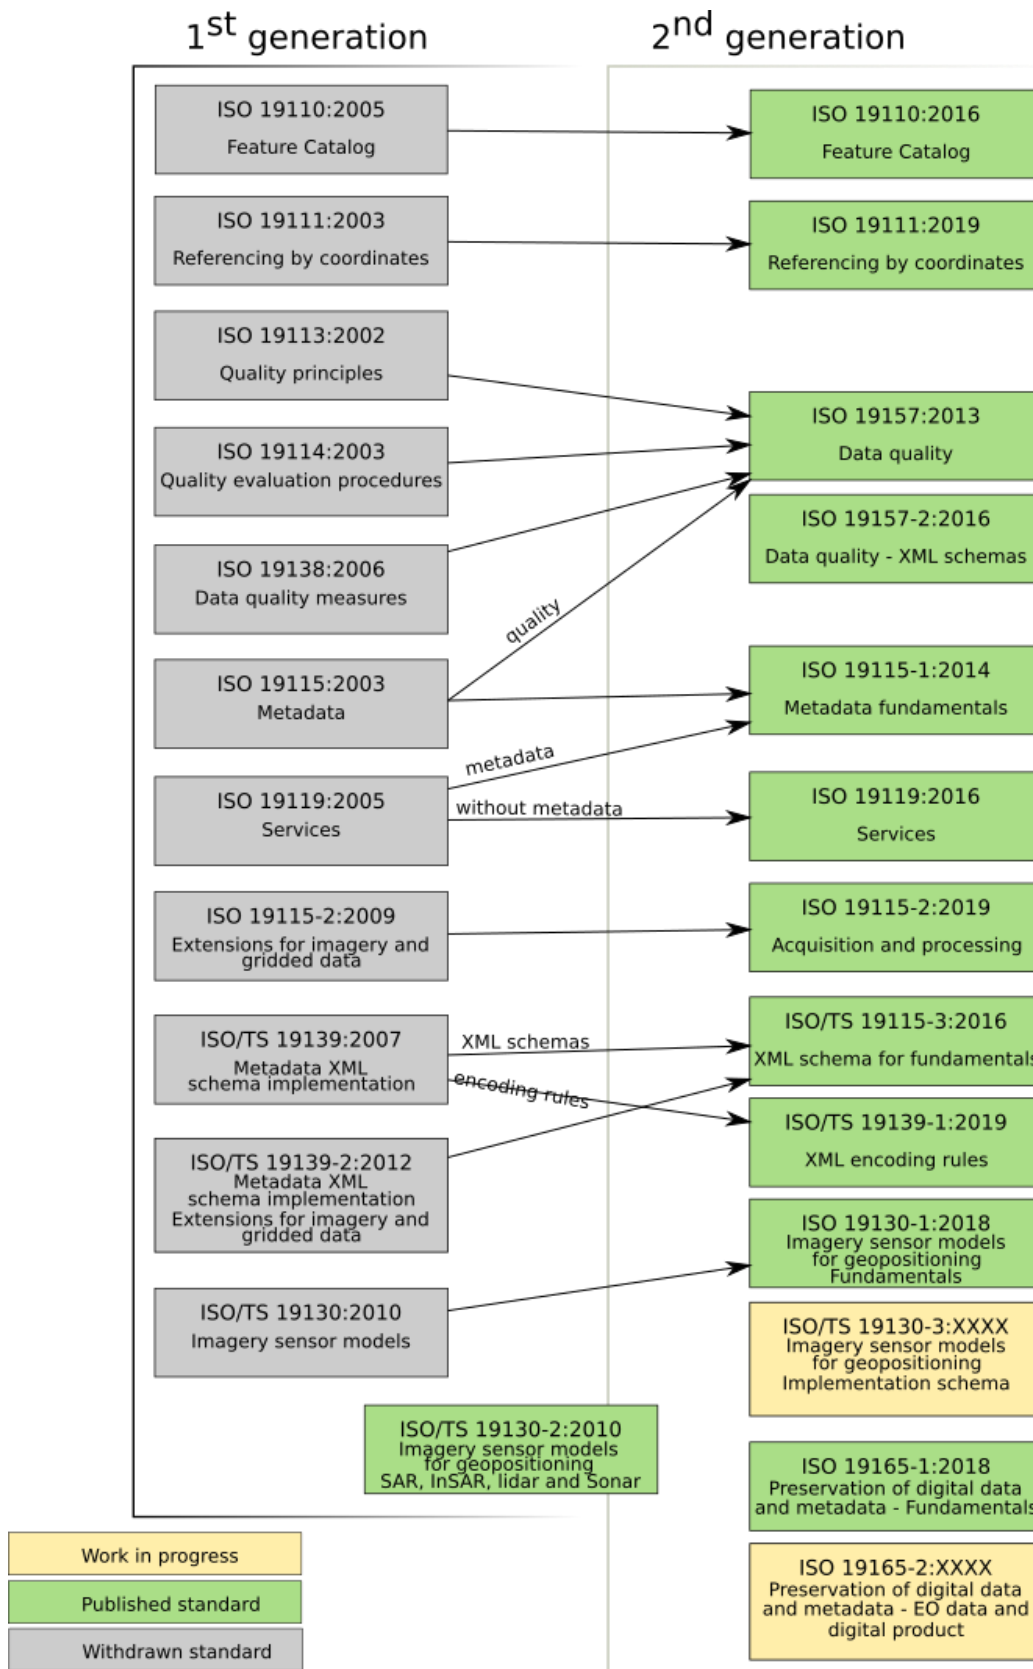 1st generation
2nd generation
ISO 19110:2005
Feature Catalog
ISO 19110:2016
Feature Catalog
ISO 19111:2003
Referencing by coordinates
ISO 19111:2019
Referencing by coordinates
ISO 19113:2002
Quality principles
ISO 19114:2003
Quality evaluation procedures
ISO 19157:2013
Data quality
ISO 19138:2006
Data quality measures
ISO 19157-2:2016
Data quality - XML schemas
quality
ISO 19115:2003
Metadata
ISO 19115-1:2014
Metadata fundamentals
metadata
without metadata
ISO 19119:2005
Services
ISO 19119:2016
Services
ISO 19115-2:2009
Extensions for imagery and
gridded data
ISO 19115-2:2019
Acquisition and processing
ISO/TS 19139:2007
Metadata XML
schema implementation
XML schemas
encoding rules
ISO/TS 19115-3:2016
XML schema for fundamentals
ISO/TS 19139-1:2019
XML encoding rules
ISO/TS 19139-2:2012
Metadata XML
schema implementation
Extensions for imagery and
gridded data
ISO 19130-1:2018
Imagery sensor models
for geopositioning
Fundamentals
ISO/TS 19130:2010
Imagery sensor models
ISO/TS 19130-3:XXXX
Imagery sensor models
for geopositioning
Implementation schema
ISO/TS 19130-2:2010
Imagery sensor models
for geopositioning
SAR, InSAR, lidar and Sonar
ISO 19165-1:2018
Preservation of digital data
and metadata - Fundamentals
ISO 19165-2:XXXX
Preservation of digital data
and metadata - EO data and
digital product
Work in progress
Published standard
Withdrawn standard